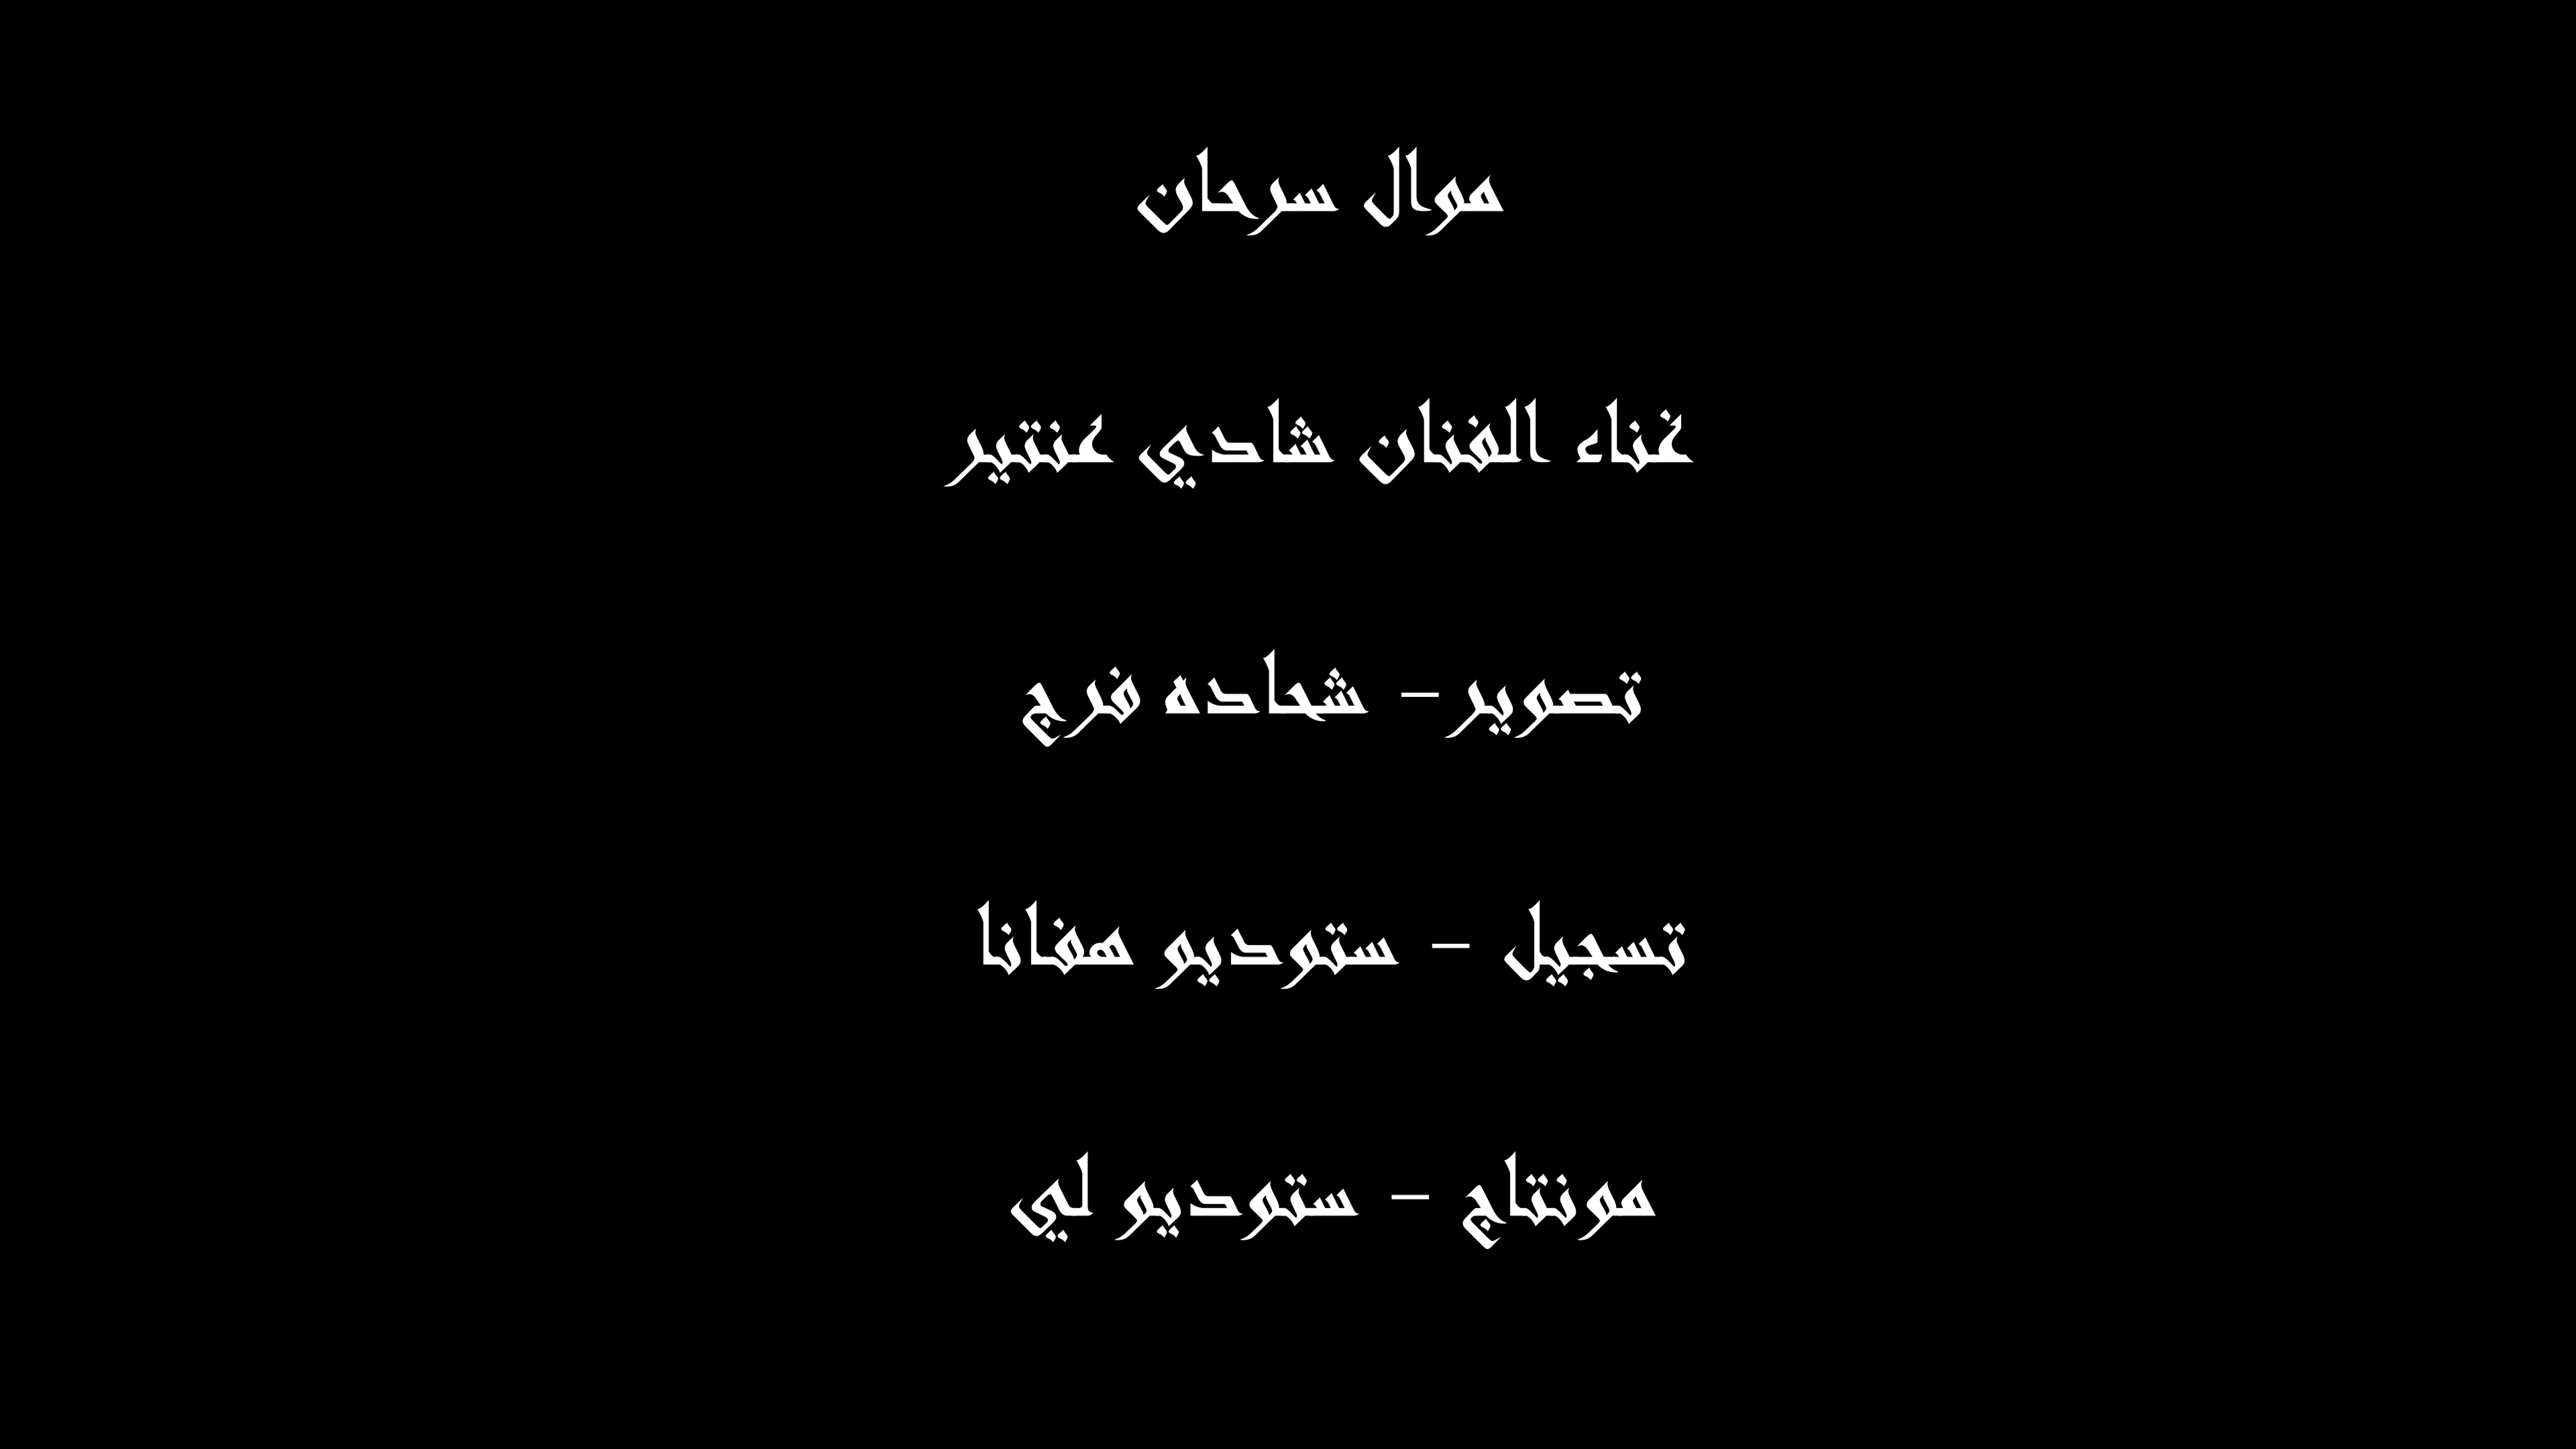 موال سرحان
غناء الفنان شادي عنتير
تصوير- شحاده فرج
تسجيل - ستوديو هفانا
مونتاج - ستوديو لي